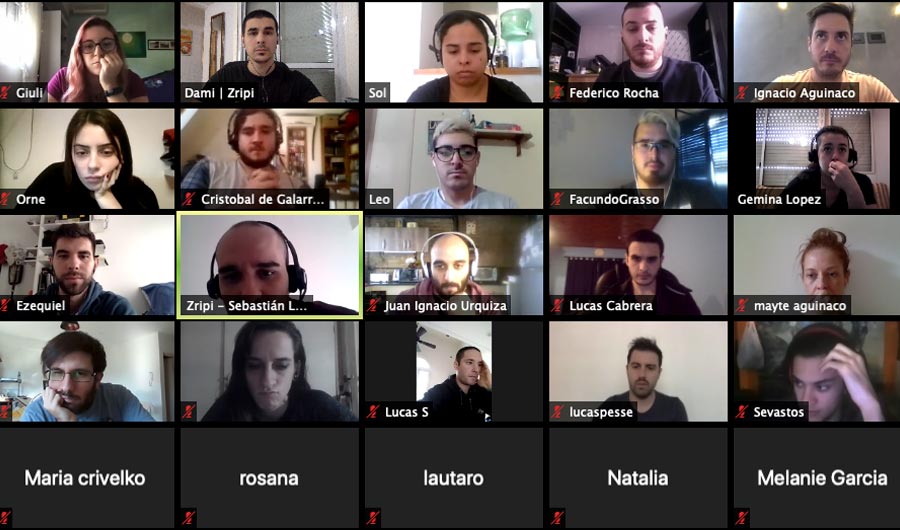 Giuli
Dami | Zripi
Sol
Federico Rocha
Ignacio Aguinaco
Orne
Cristobal de Galarr...
Leo
FacundoGrasso
Gemina Lopez
Ezequiel
Zripi – Sebastián L...
Juan Ignacio Urquiza
Lucas Cabrera
mayte aguinaco
Lucas S
lucaspesse
Sevastos
Maria crivelko
rosana
lautaro
Natalia
Melanie Garcia